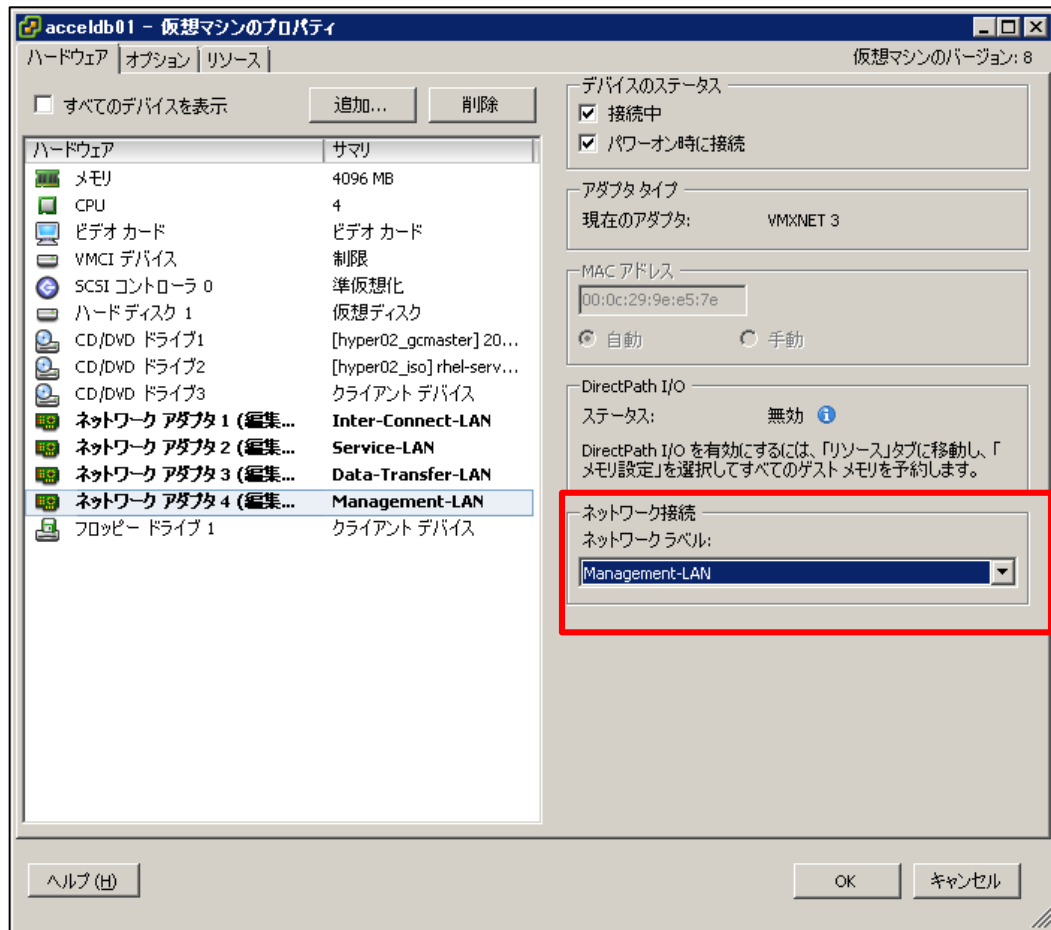 acceldb01 - 仮想マシンのプロパティ
ハードウェア オプション リソース 仮想マシンのバージョン: 8
すべてのデバイスを表示 追加... 削除
ハードウェア サマリ
メモリ 4096 MB
CPU 4
ビデオ カード ビデオ カード
VMCI デバイス 制限
SCSI コントローラ 0 準仮想化
ハード ディスク 1 仮想ディスク
CD/DVD ドライブ1 [hyper02_gcmaster] 20...
CD/DVD ドライブ2 [hyper02_iso] rhel-serv...
CD/DVD ドライブ3 クライアント デバイス
ネットワーク アダプタ 1 (編集... Inter-Connect-LAN
ネットワーク アダプタ 2 (編集... Service-LAN
ネットワーク アダプタ 3 (編集... Data-Transfer-LAN
ネットワーク アダプタ 4 (編集... Management-LAN
フロッピー ドライブ 1 クライアント デバイス
デバイスのステータス
接続中
パワーオン時に接続
アダプタ タイプ
現在のアダプタ: VMXNET 3
MAC アドレス
00:0c:29:9e:e5:7e
自動 手動
DirectPath I/O
ステータス: 無効
DirectPath I/O を有効にするには、「リソース」タブに移動し、「
メモリ設定」を選択してすべてのゲスト メモリを予約します。
ネットワーク接続
ネットワーク ラベル:
Management-LAN
ヘルプ (H) OK キャンセル